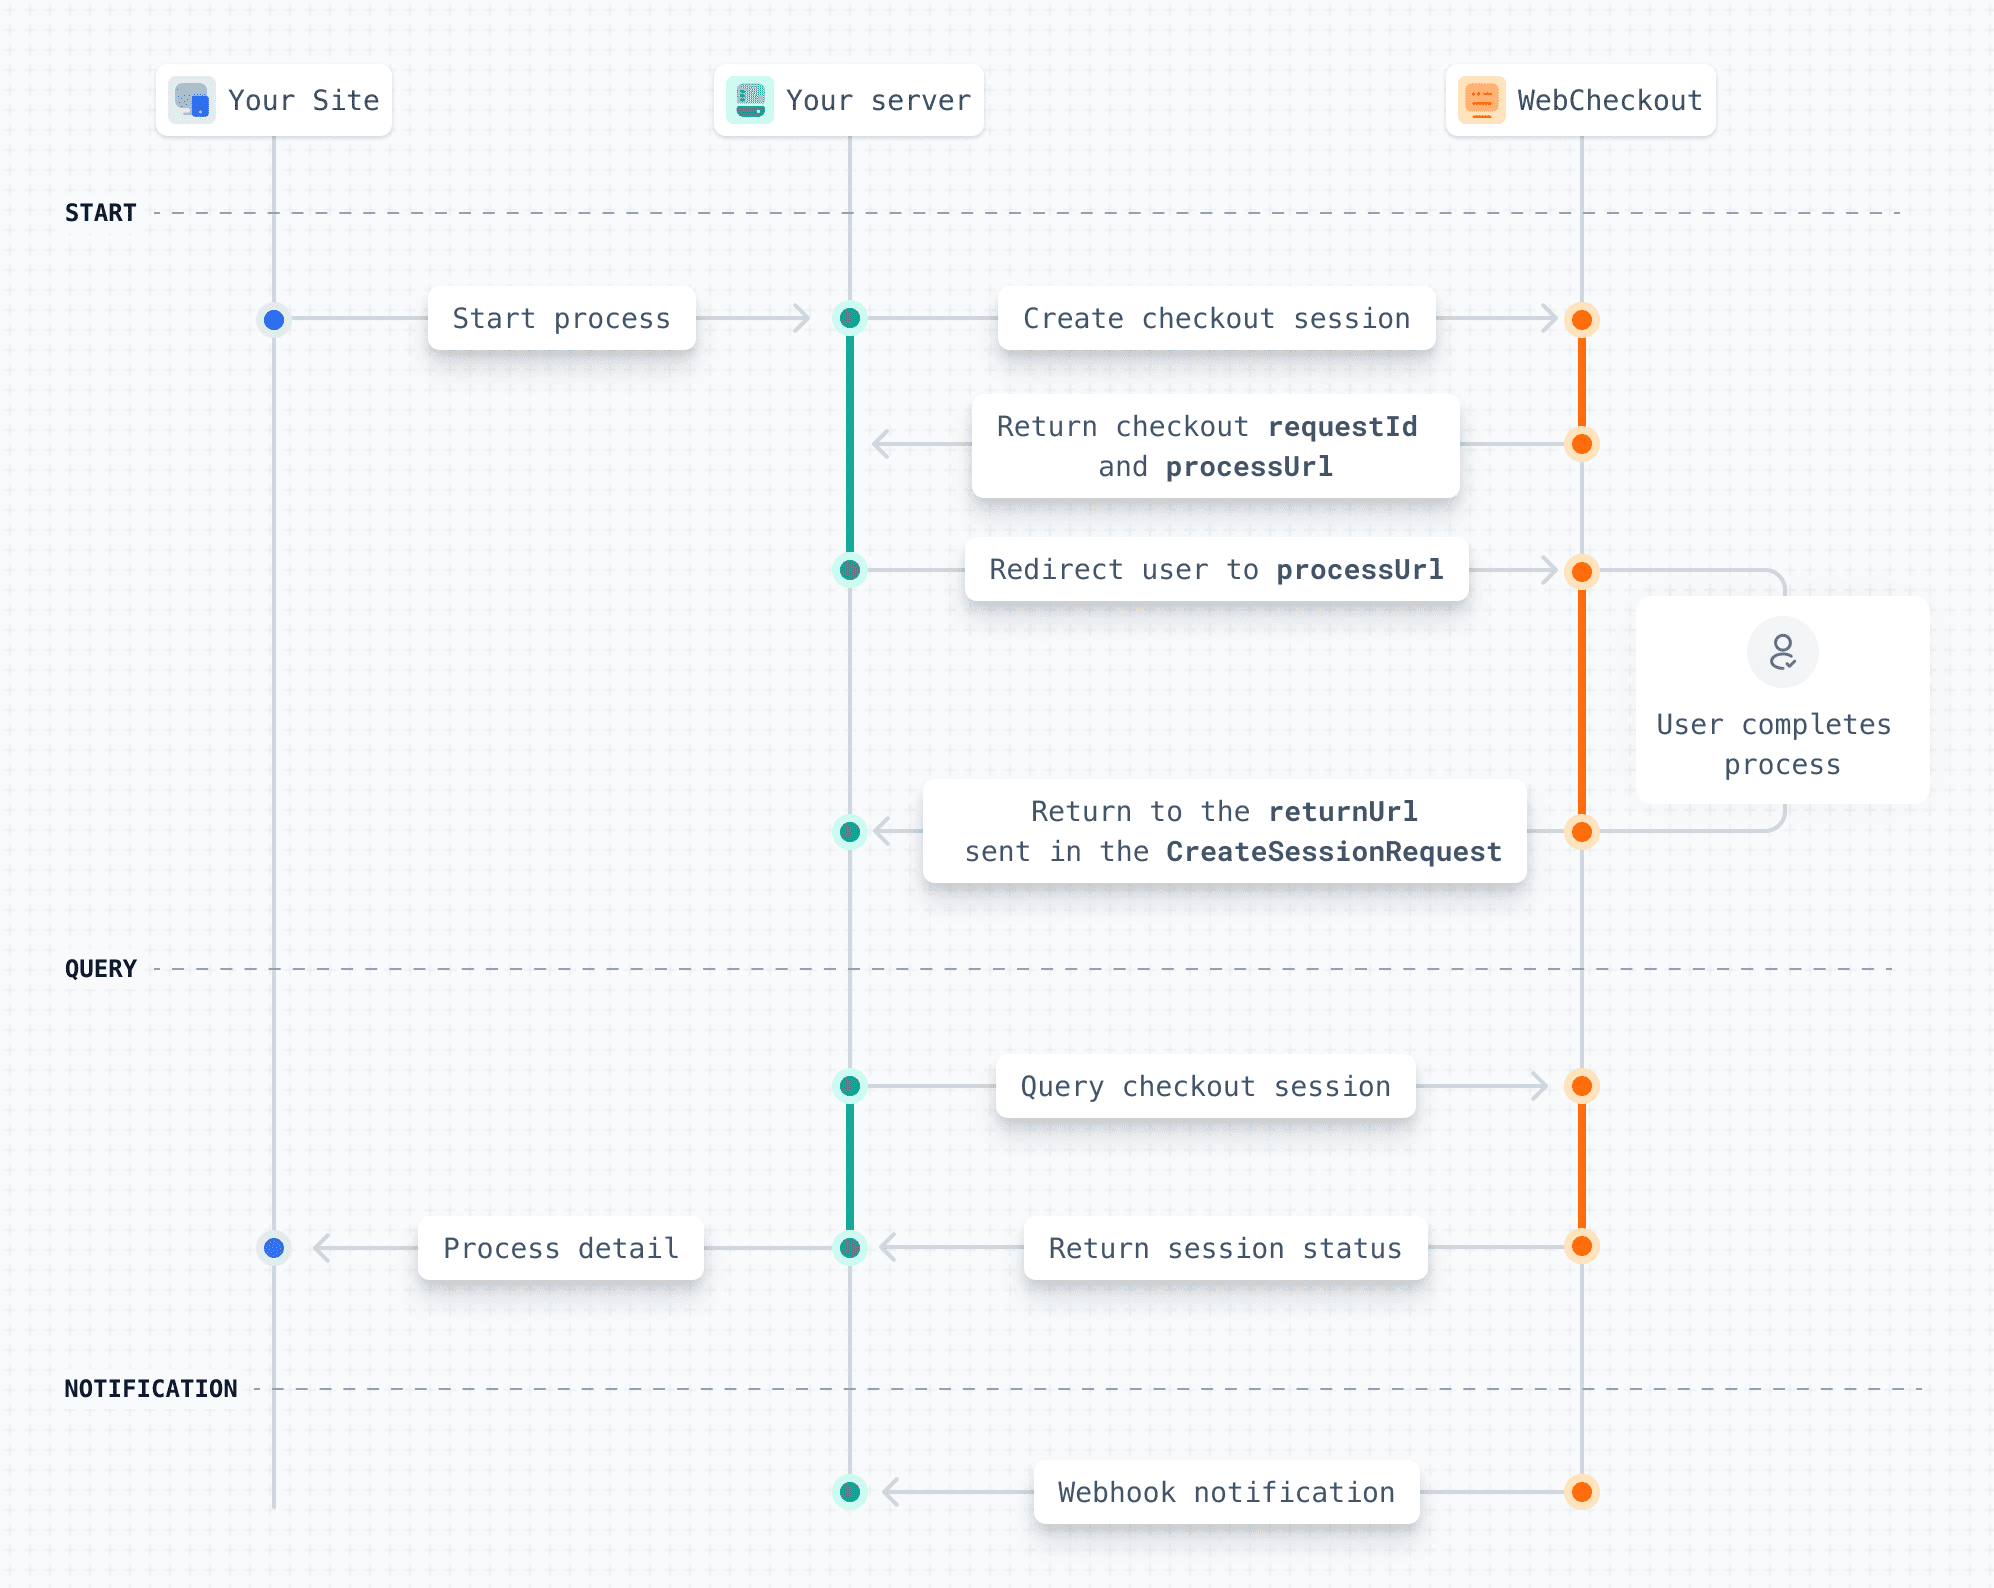 Your Site
Your server
WebCheckout
START
Start process
Create checkout session
Return checkout requestId
and processUrl
Redirect user to processUrl
User completes
process
Return to the returnUrl
sent in the CreateSessionRequest
QUERY
Query checkout session
Process detail
Return session status
NOTIFICATION
Webhook notification